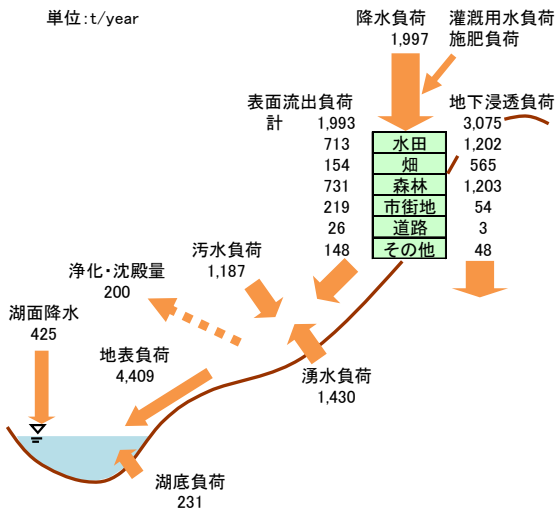 単位:t/year
降水負荷
1,997
灌漑用水負荷
施肥負荷
表面流出負荷
計 1,993
地下浸透負荷
3,075
713 水田 1,202
154 畑 565
731 森林 1,203
219 市街地 54
26 道路 3
148 その他 48
汚水負荷
1,187
浄化・沈殿量
200
湖面降水
425
地表負荷
4,409
湧水負荷
1,430
湖底負荷
231